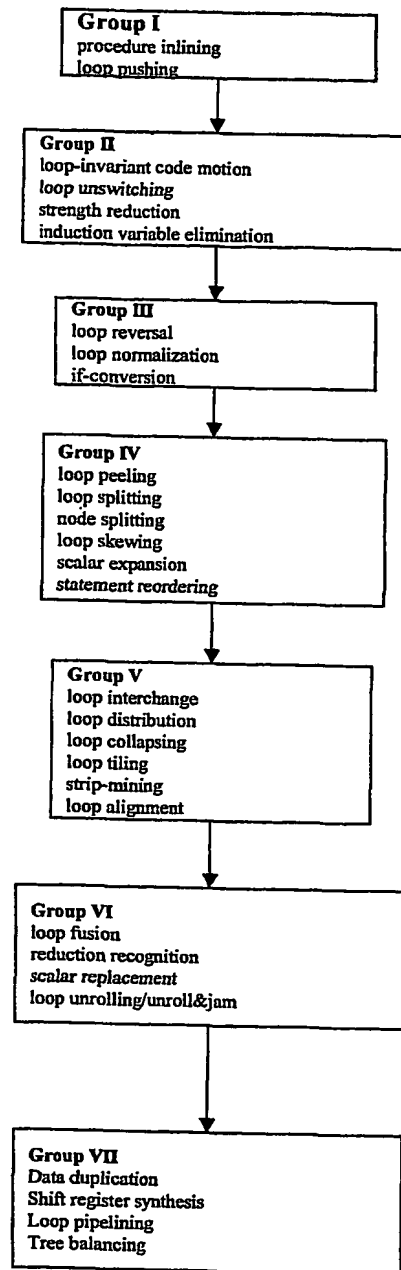 Group I
procedure inlining
loop pushing
Group II
loop-invariant code motion
loop unswitching
strength reduction
induction variable elimination
Group III
loop reversal
loop normalization
if-conversion
Group IV
loop peeling
loop splitting
node splitting
loop skewing
scalar expansion
statement reordering
Group V
loop interchange
loop distribution
loop collapsing
loop tiling
strip-mining
loop alignment
Group VI
loop fusion
reduction recognition
scalar replacement
loop unrolling/unroll&jam
Group VII
Data duplication
Shift register synthesis
Loop pipelining
Tree balancing